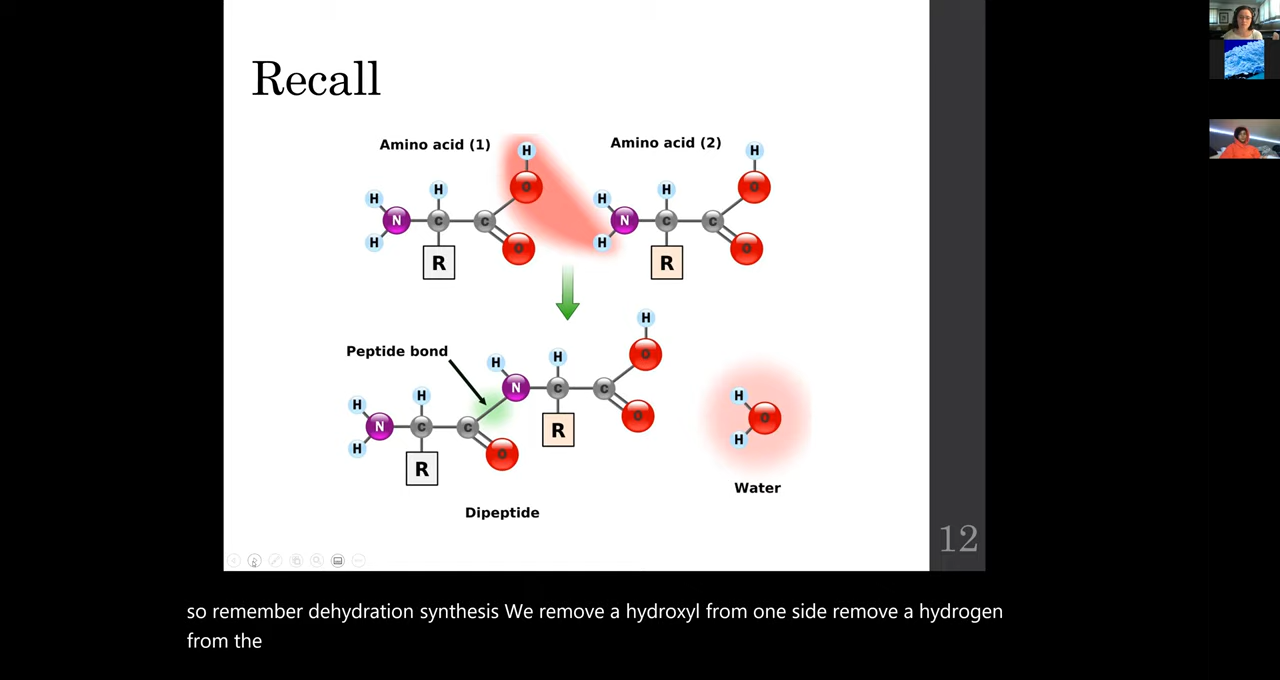 Recall
Amino acid (1) Amino acid (2)
H H
O O
H H H H
N C C N C C
H H
O O
R R
H
Peptide bond
O
H H
N C C
H H
O H
N C C O
H R H
O
R
Water
Dipeptide
12
so remember dehydration synthesis We remove a hydroxyl from one side remove a hydrogen
from the